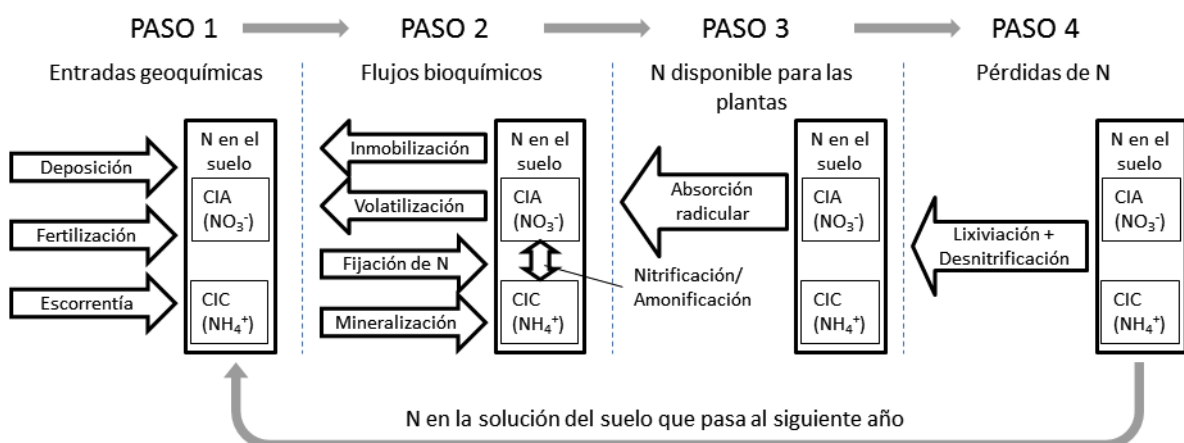 PASO 1
PASO 2
PASO 3
PASO 4
Entradas geoquímicas
Flujos bioquímicos
N disponible para las
plantas
Pérdidas de N
Deposición
Fertilización
Escorrentía
N en el
suelo
CIA
(NO₃⁻)
CIC
(NH₄⁺)
Inmobilización
Volatilización
Fijación de N
Mineralización
N en el
suelo
CIA
(NO₃⁻)
CIC
(NH₄⁺)
Nitrificación/
Amonificación
Absorción
radicular
N en el
suelo
CIA
(NO₃⁻)
CIC
(NH₄⁺)
Lixiviación +
Desnitrificación
N en el
suelo
CIA
(NO₃⁻)
CIC
(NH₄⁺)
N en la solución del suelo que pasa al siguiente año